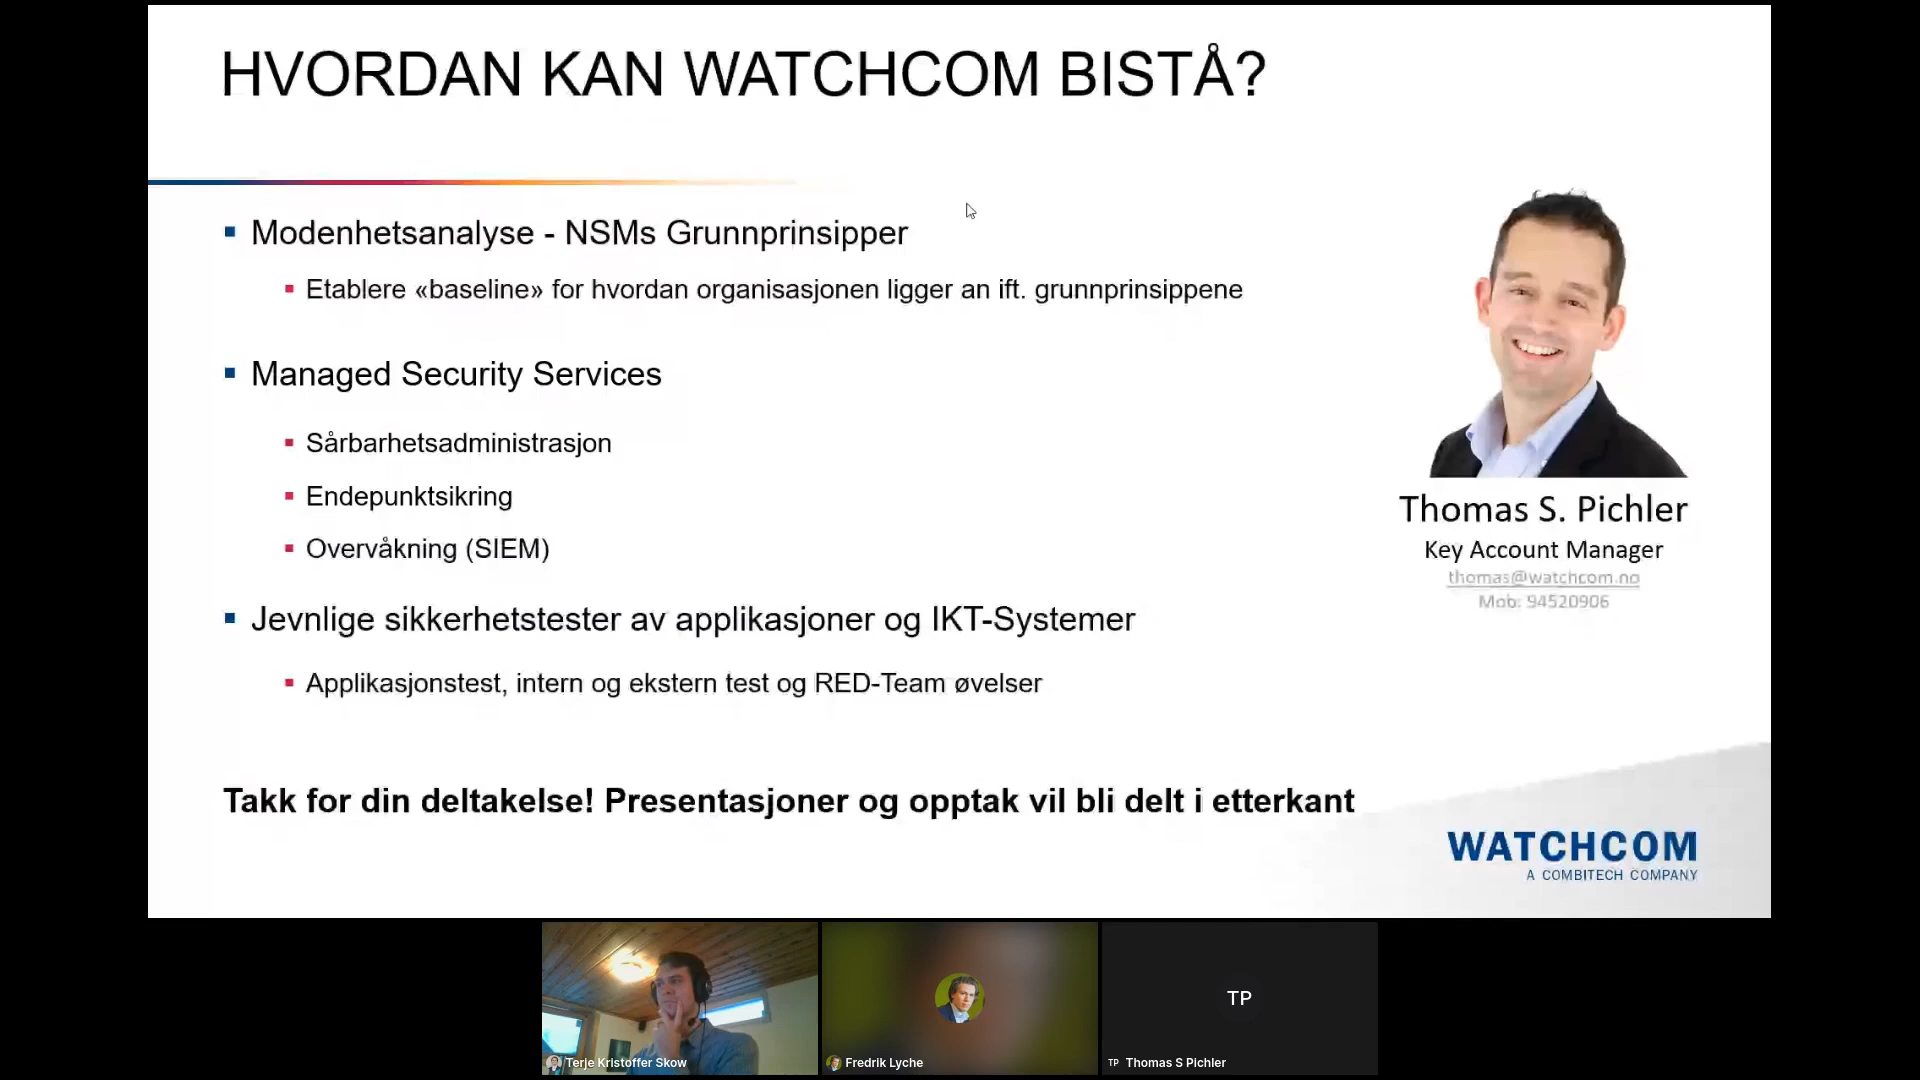 HVORDAN KAN WATCHCOM BISTÅ?
Modenhetsanalyse - NSMs Grunnprinsipper
Etablere «baseline» for hvordan organisasjonen ligger an ift. grunnprinsippene
Managed Security Services
Sårbarhetsadministrasjon
Endepunktsikring
Overvåkning (SIEM)
Jevnlige sikkerhetstester av applikasjoner og IKT-Systemer
Applikasjonstest, intern og ekstern test og RED-Team øvelser
Thomas S. Pichler
Key Account Manager
thomas@watchcom.no
Mob: 94520906
Takk for din deltakelse! Presentasjoner og opptak vil bli delt i etterkant
WATCHCOM
A COMBITECH COMPANY
Terje Kristoffer Skow
Fredrik Lyche
TP
TP Thomas S Pichler